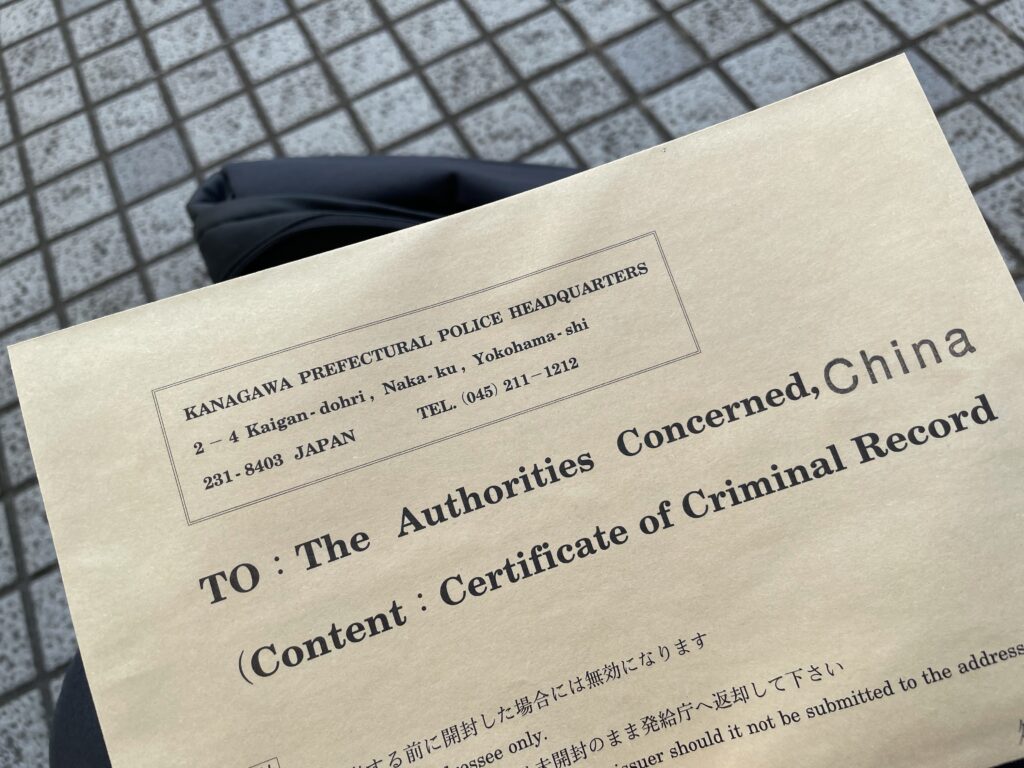 KANAGAWA PREFECTURAL POLICE HEADQUARTERS
2-4 Kaigan-dohri, Naka-ku, Yokohama-shi
231-8403 JAPAN TEL. (045) 211-1212
TO : The Authorities Concerned, China
(Content : Certificate of Criminal Record
する前に開封した場合には無効になります
only.
未開封のまま発給庁へ返却して下さい
issuer should it not be submitted to the